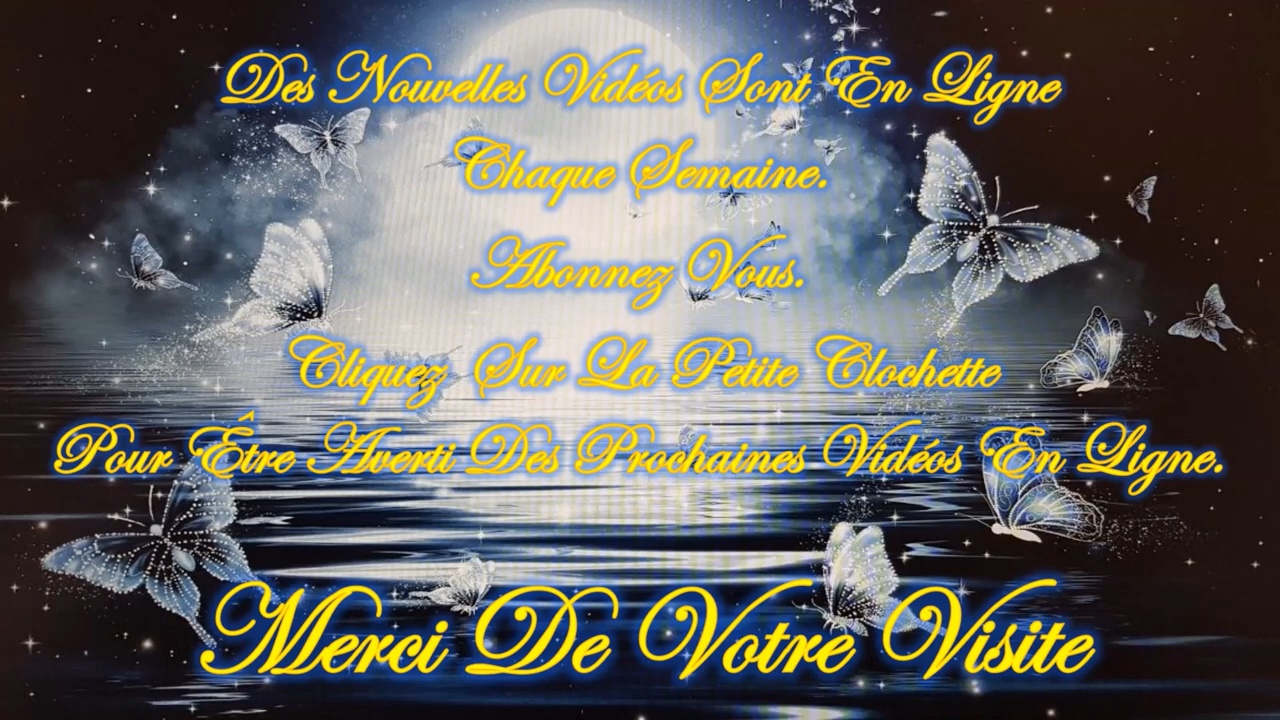 Des Nouvelles Vidéos Sont En Ligne
Chaque Semaine.
Abonnez Vous.
Cliquez Sur La Petite Clochette
Pour Être Averti Des Prochaines Vidéos En Ligne.
Merci De Votre Visite